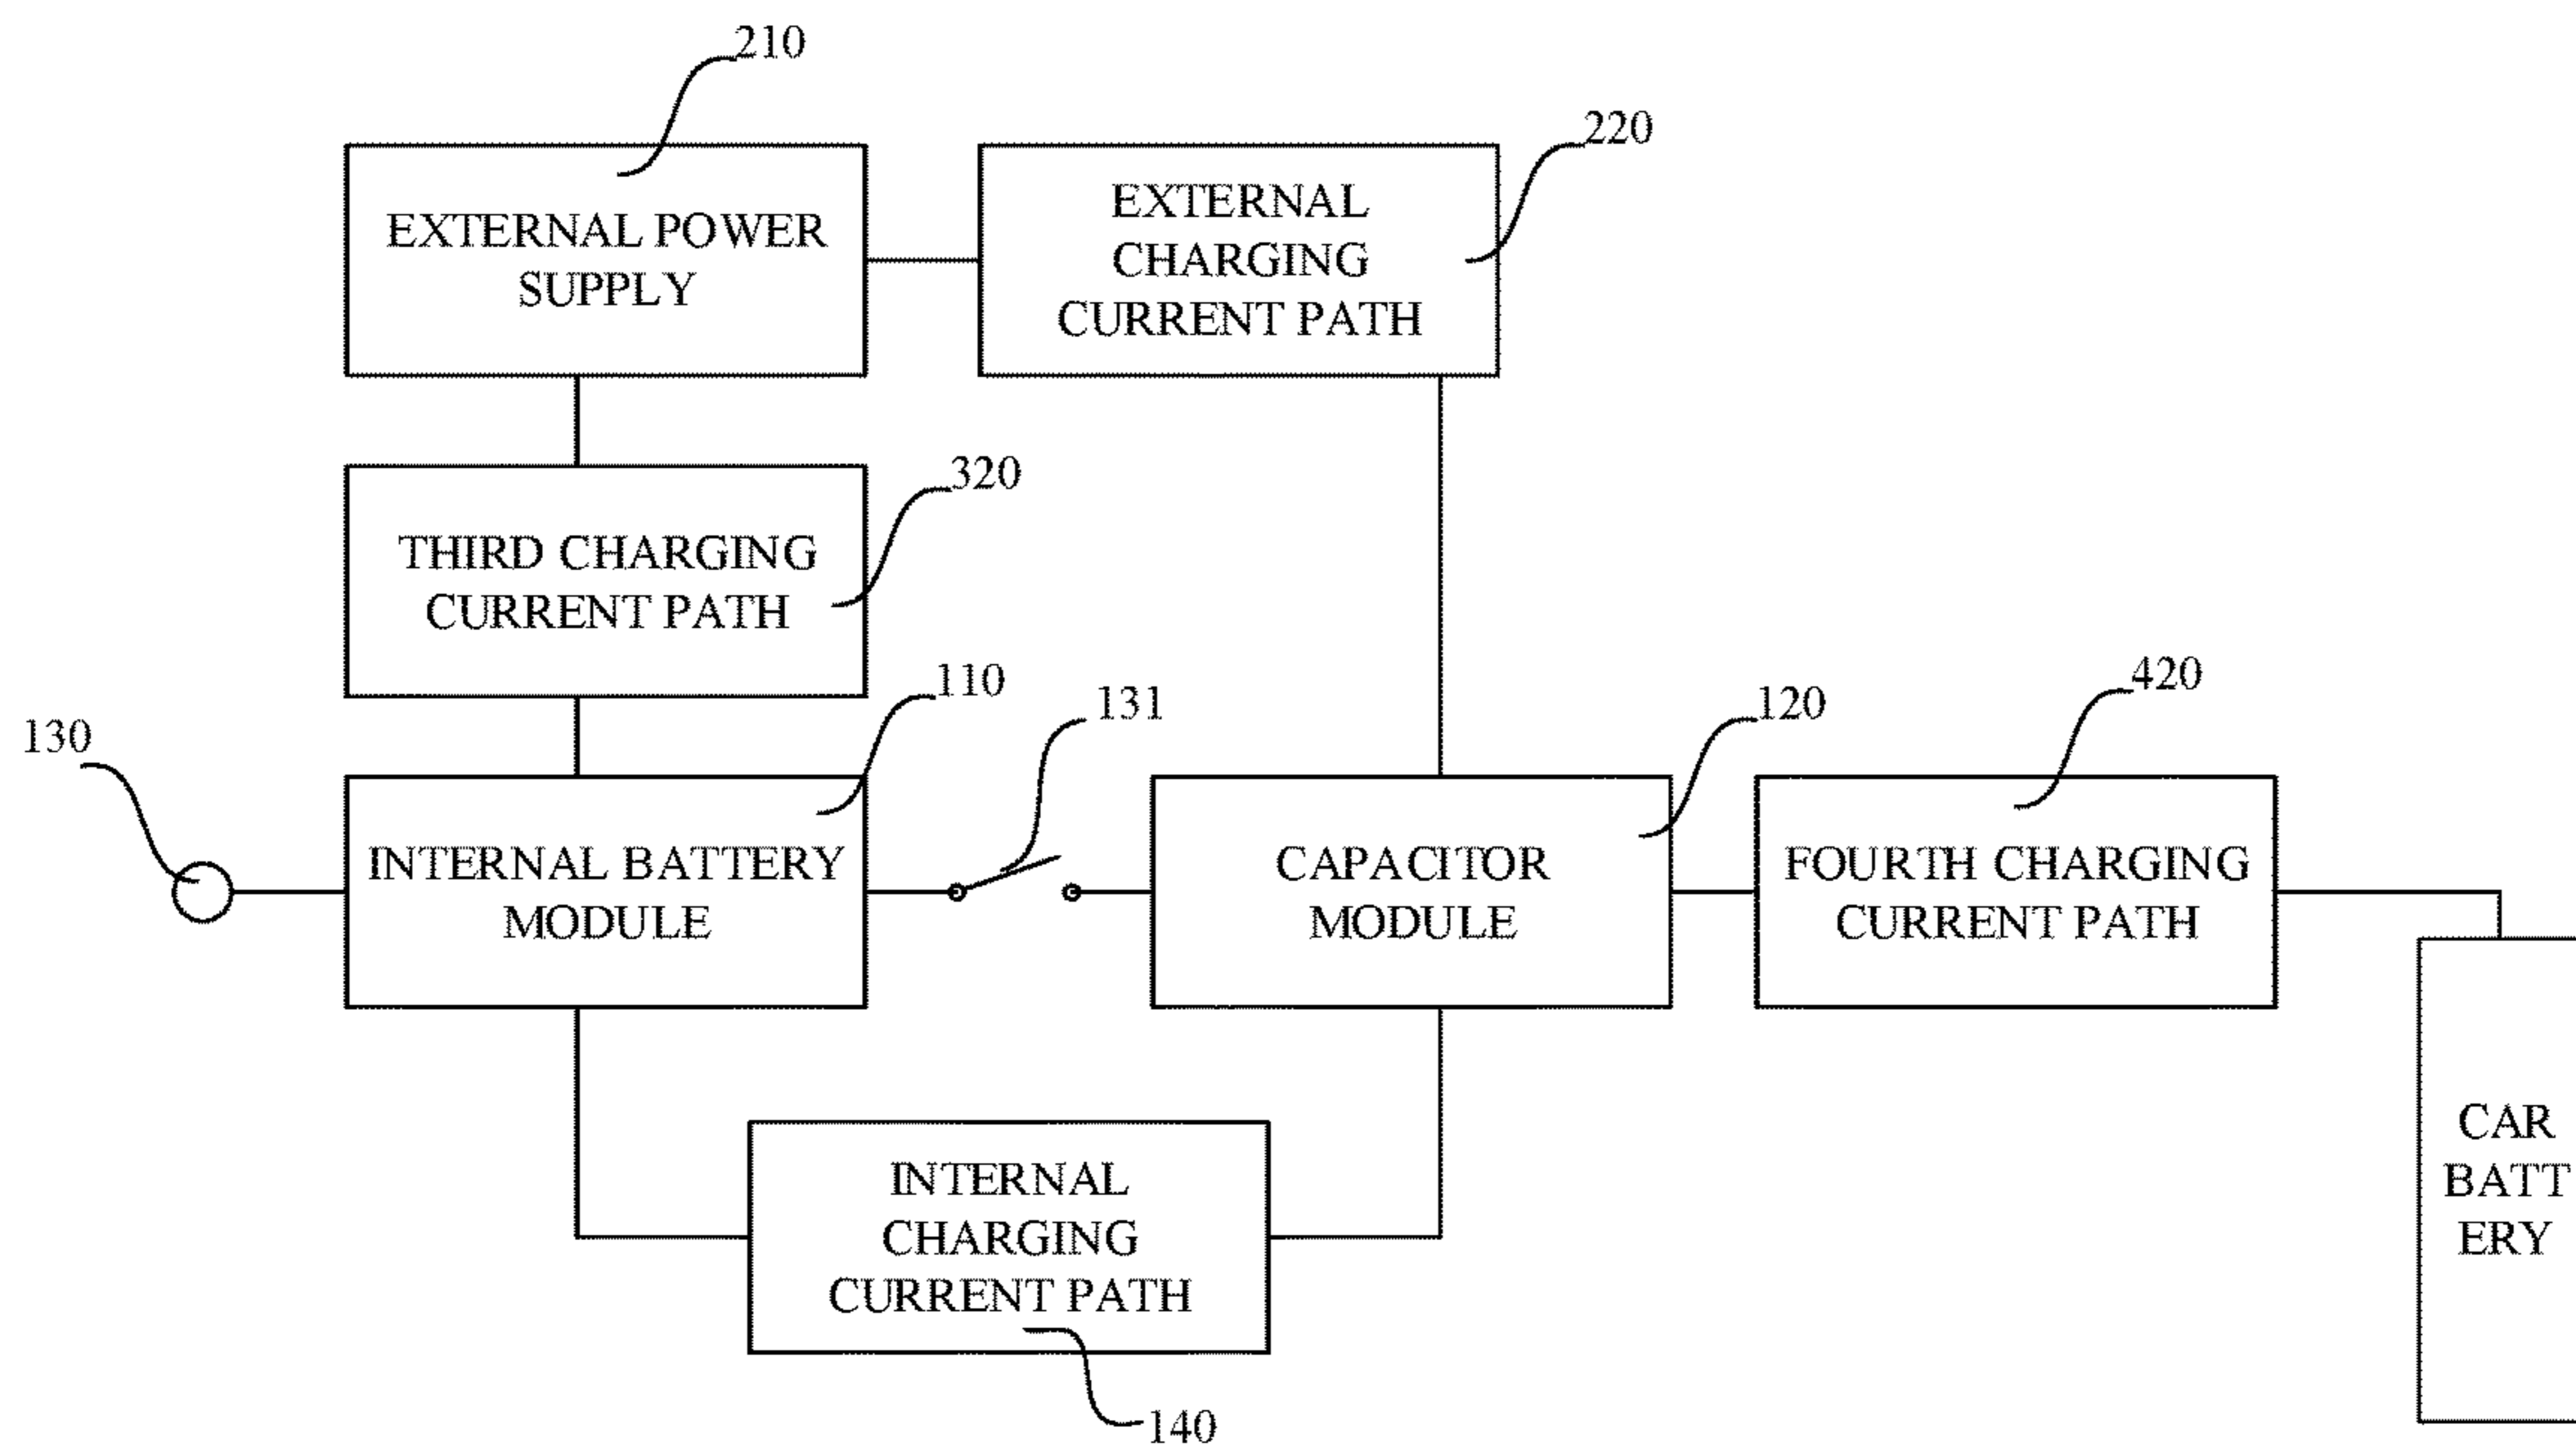 210
220
EXTERNAL POWER
SUPPLY
EXTERNAL
CHARGING
CURRENT PATH
320
THIRD CHARGING
CURRENT PATH
130
110
131
120
420
INTERNAL BATTERY
MODULE
CAPACITOR
MODULE
FOURTH CHARGING
CURRENT PATH
INTERNAL
CHARGING
CURRENT PATH
140
CAR
BATT
ERY